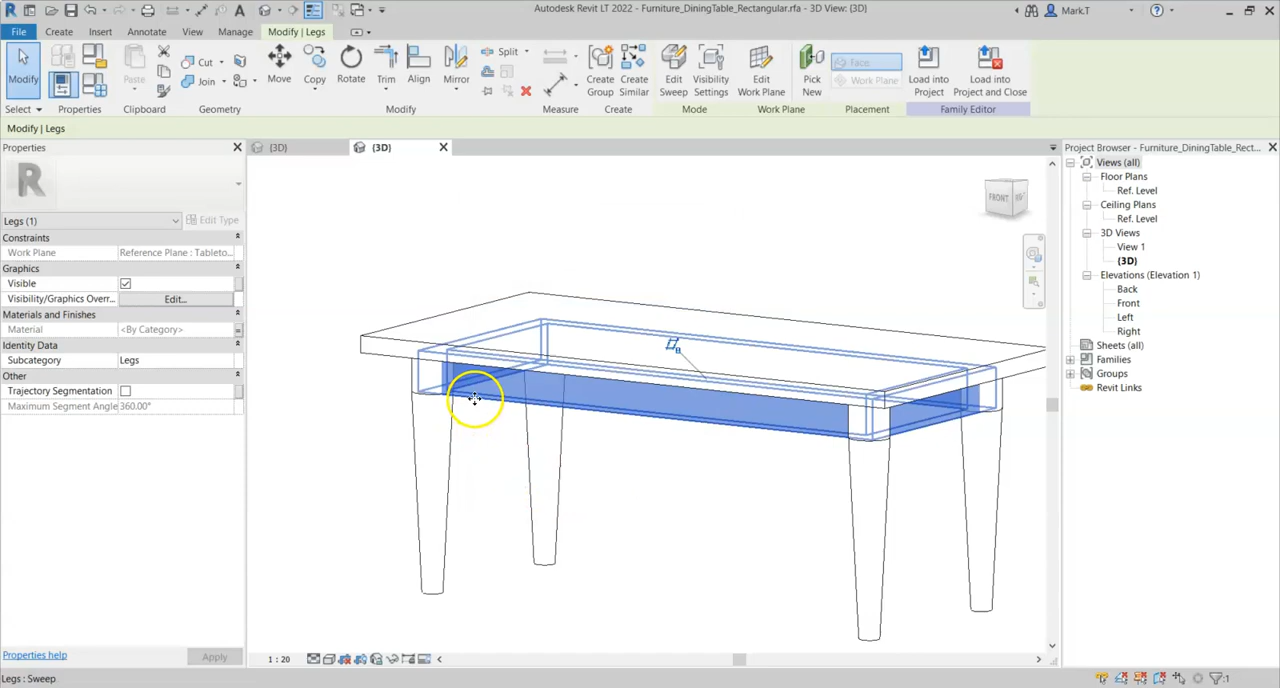 Autodesk Revit LT 2022 - Furniture_DiningTable_Rectangular.rfa - 3D View: {3D}
Mark.T
File Create Insert Annotate View Manage Modify | Legs
Modify
Paste
Cut
Join
Move
Copy
Rotate
Trim
Align
Mirror
Split
Create Group
Create Similar
Edit Sweep
Visibility Settings
Edit Work Plane
Pick New
Face
Work Plane
Load into Project
Load into Project and Close
Select Properties Clipboard Geometry Modify Measure Create Mode Work Plane Placement Family Editor
Modify | Legs
Properties
R
Legs (1) Edit Type
Constraints
Work Plane Reference Plane : Tableto...
Graphics
Visible
Visibility/Graphics Overr... Edit...
Materials and Finishes
Material <By Category>
Identity Data
Subcategory Legs
Other
Trajectory Segmentation
Maximum Segment Angle 360.00°
Properties help Apply
{3D} {3D}
FRONT
1 : 20
Project Browser - Furniture_DiningTable_Rect...
Views (all)
Floor Plans
Ref. Level
Ceiling Plans
Ref. Level
3D Views
View 1
{3D}
Elevations (Elevation 1)
Back
Front
Left
Right
Sheets (all)
Families
Groups
Revit Links
Legs : Sweep
:1